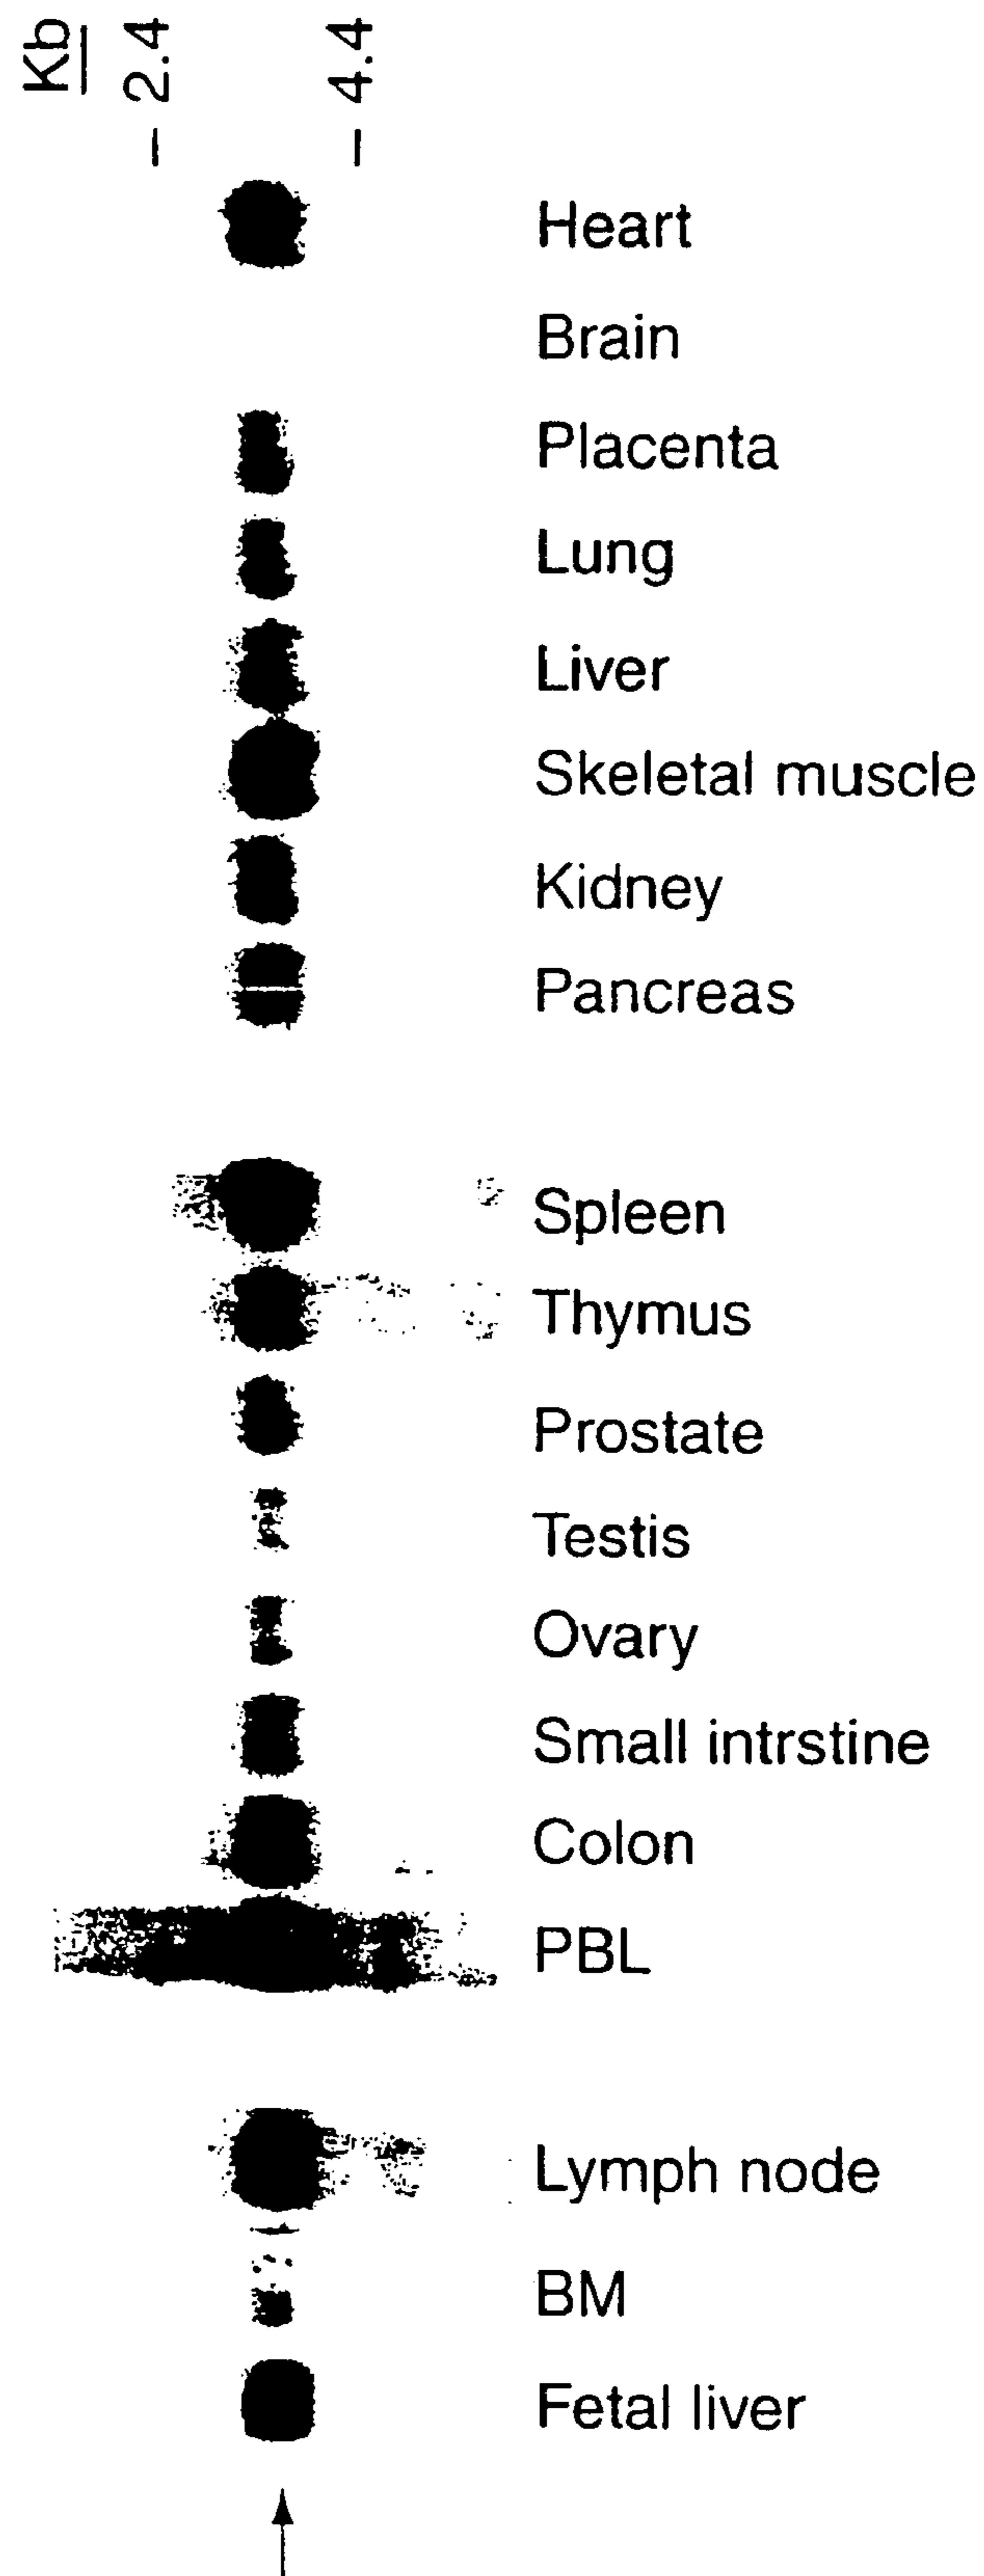 Kb
– 2.4
– 4.4
Heart
Brain
Placenta
Lung
Liver
Skeletal muscle
Kidney
Pancreas
Spleen
Thymus
Prostate
Testis
Ovary
Small intrstine
Colon
PBL
Lymph node
BM
Fetal liver